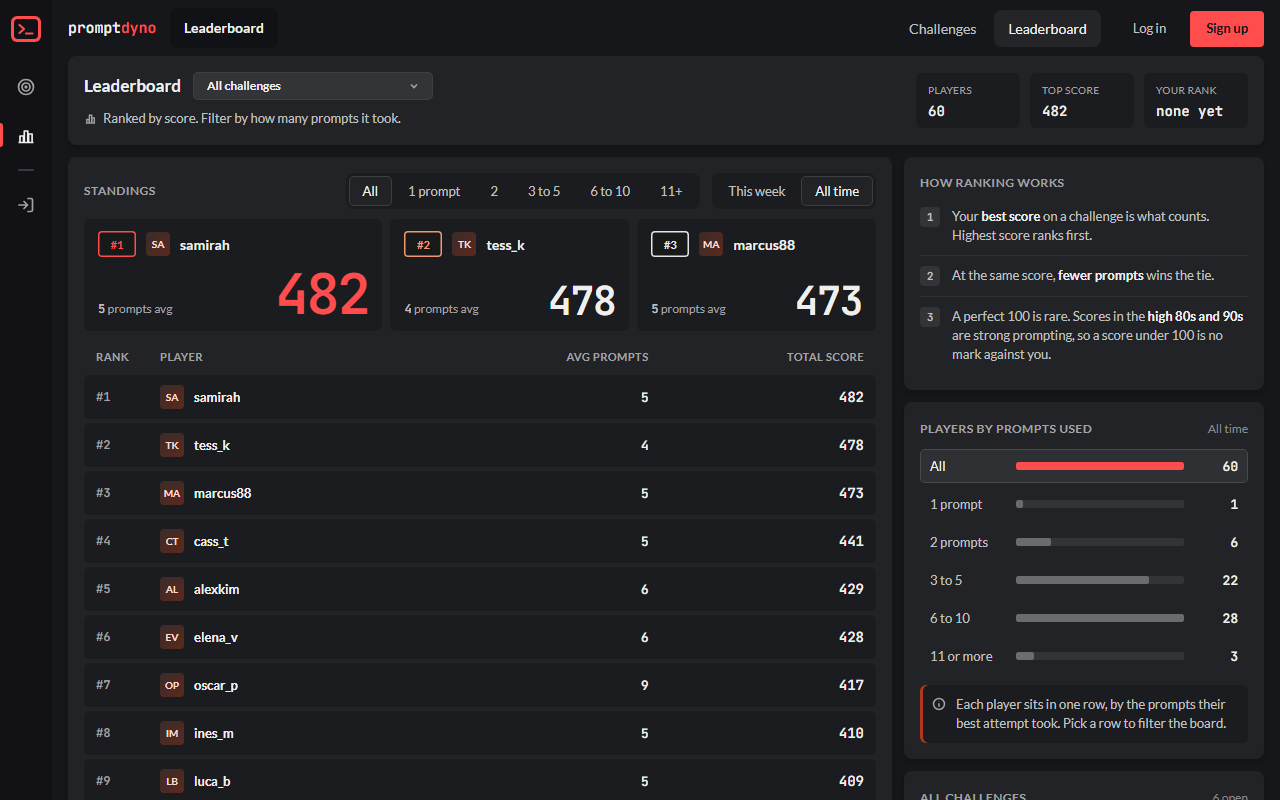 promptdyno
Leaderboard
Challenges
Leaderboard
Log in
Sign up
Leaderboard
All challenges
Ranked by score. Filter by how many prompts it took.
PLAYERS
60
TOP SCORE
482
YOUR RANK
none yet
STANDINGS
All
1 prompt
2
3 to 5
6 to 10
11+
This week
All time
#1
SA
samirah
5 prompts avg
482
#2
TK
tess_k
4 prompts avg
478
#3
MA
marcus88
5 prompts avg
473
RANK PLAYER AVG PROMPTS TOTAL SCORE
#1 SA samirah 5 482
#2 TK tess_k 4 478
#3 MA marcus88 5 473
#4 CT cass_t 5 441
#5 AL alexkim 6 429
#6 EV elena_v 6 428
#7 OP oscar_p 9 417
#8 IM ines_m 5 410
#9 LB luca_b 5 409
HOW RANKING WORKS
1 Your best score on a challenge is what counts.
Highest score ranks first.
2 At the same score, fewer prompts wins the tie.
3 A perfect 100 is rare. Scores in the high 80s and 90s
are strong prompting, so a score under 100 is no
mark against you.
PLAYERS BY PROMPTS USED All time
All 60
1 prompt 1
2 prompts 6
3 to 5 22
6 to 10 28
11 or more 3
Each player sits in one row, by the prompts their
best attempt took. Pick a row to filter the board.
ALL CHALLENGES 6 open